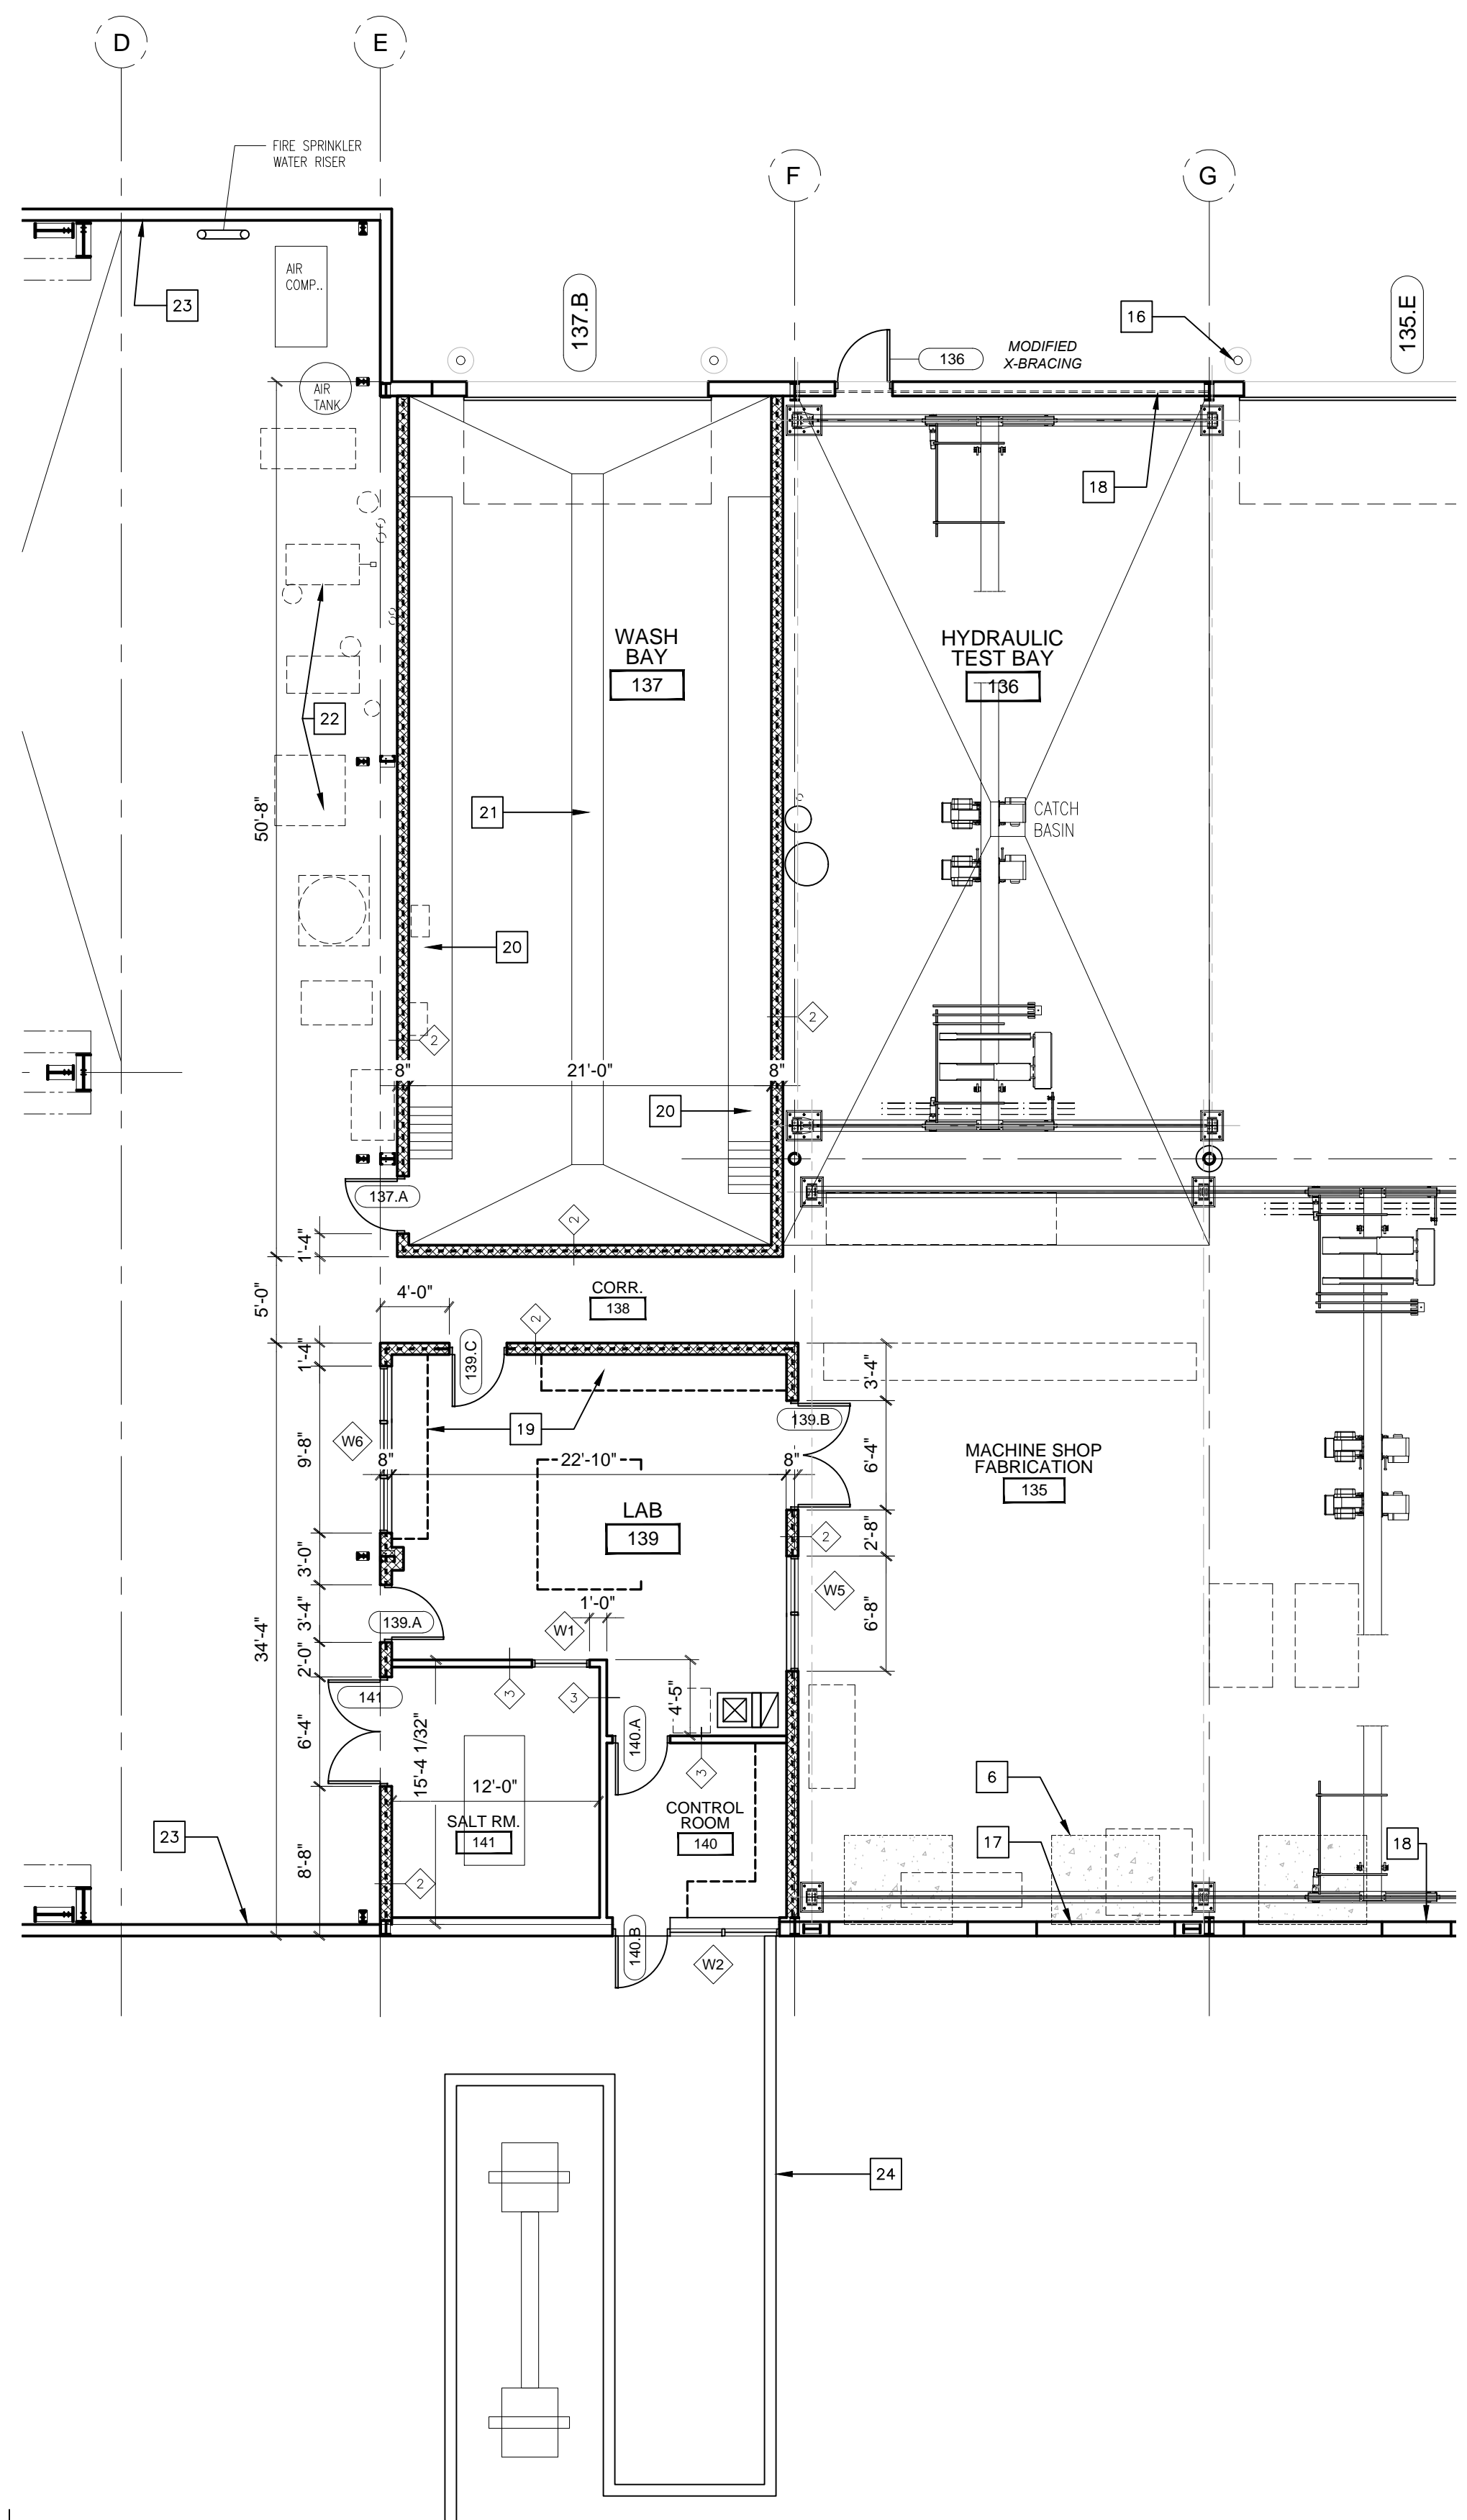 D
E
FIRE SPRINKLER
WATER RISER
F
G
AIR
COMP..
23
137.B
16
135.E
136
MODIFIED
X-BRACING
AIR
TANK
18
WASH
BAY
137
HYDRAULIC
TEST BAY
136
22
50'-8"
21
CATCH
BASIN
20
2
2
8"
21'-0"
8"
20
137.A
2
1'-4"
5'-0"
4'-0"
CORR.
138
2
1'-4"
139.C
3'-4"
19
139.B
W6
9'-8"
8"
22'-10"
8"
6'-4"
MACHINE SHOP
FABRICATION
135
LAB
139
2
2'-8"
3'-0"
W5
1'-0"
139.A
W1
3'-4"
6'-8"
34'-4"
2'-0"
141
3
3
4'-5"
6'-4"
15'-4 1/32"
140.A
3
6
12'-0"
SALT RM.
141
CONTROL
ROOM
140
23
17
18
8'-8"
2
140.B
W2
24